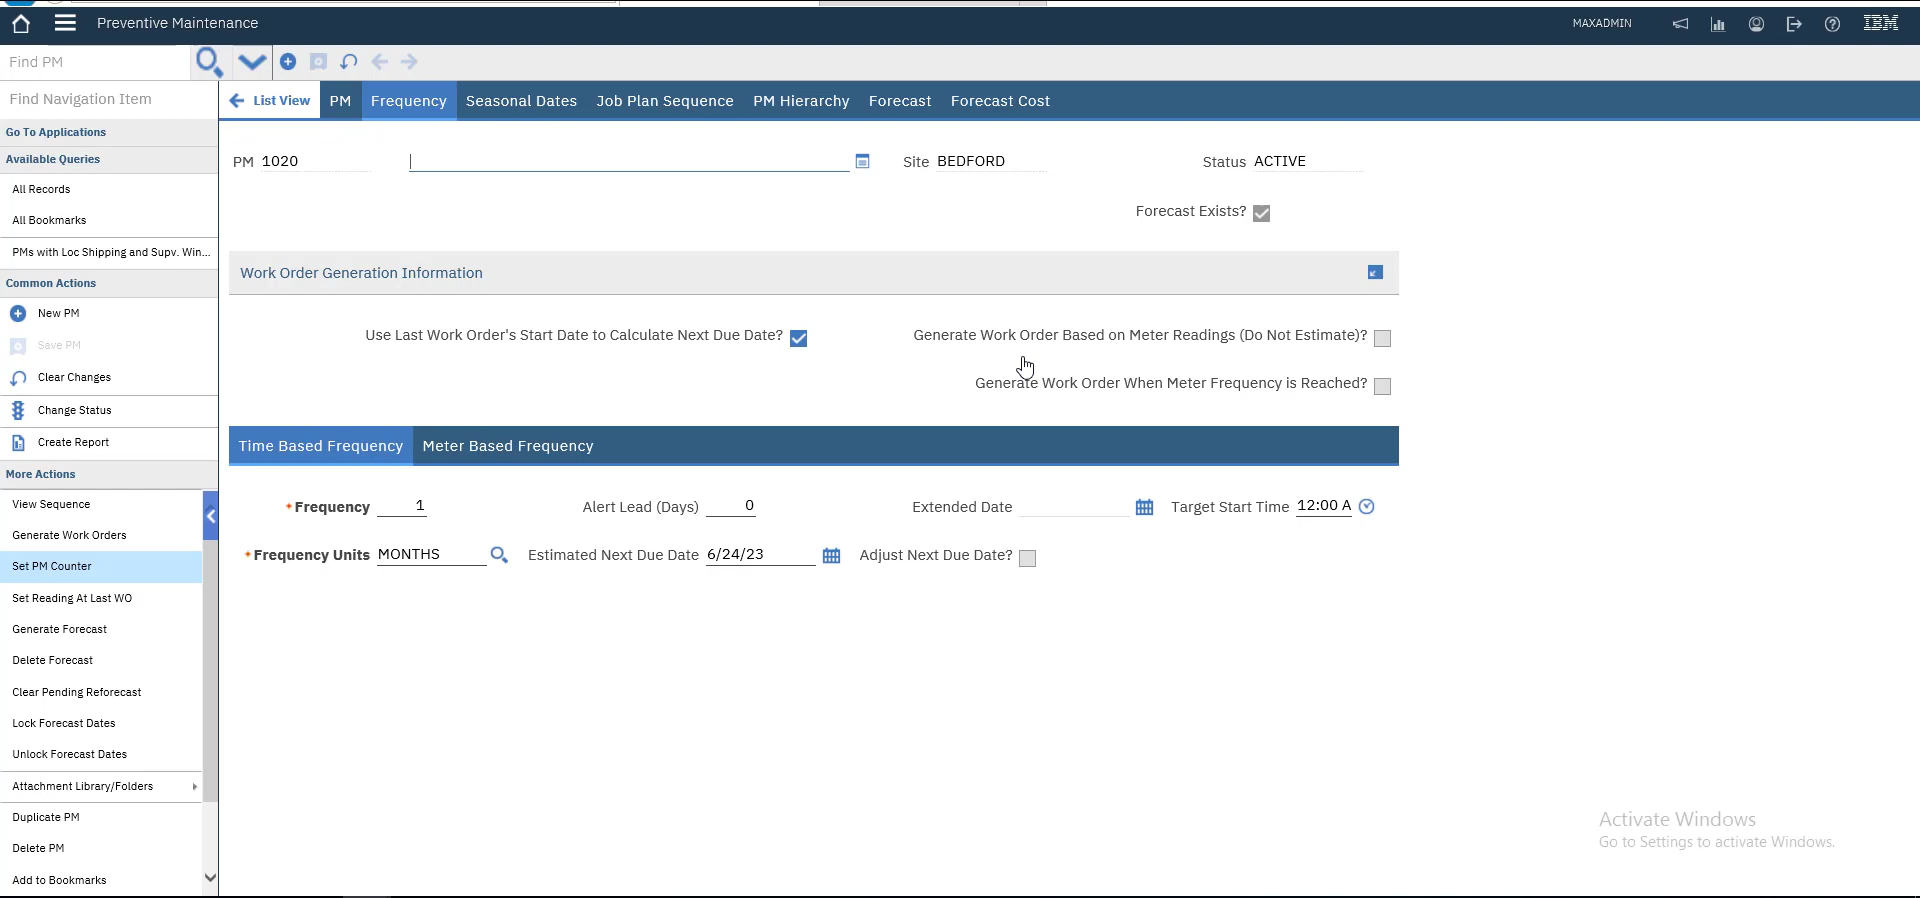 Preventive Maintenance
MAXADMIN
IBM
Find PM
Find Navigation Item
List View
PM
Frequency
Seasonal Dates
Job Plan Sequence
PM Hierarchy
Forecast
Forecast Cost
Go To Applications
Available Queries
All Records
All Bookmarks
PMs with Loc Shipping and Supv. Win...
Common Actions
New PM
Save PM
Clear Changes
Change Status
Create Report
More Actions
View Sequence
Generate Work Orders
Set PM Counter
Set Reading At Last WO
Generate Forecast
Delete Forecast
Clear Pending Reforecast
Lock Forecast Dates
Unlock Forecast Dates
Attachment Library/Folders
Duplicate PM
Delete PM
Add to Bookmarks
PM 1020
Site BEDFORD
Status ACTIVE
Forecast Exists?
Work Order Generation Information
Use Last Work Order's Start Date to Calculate Next Due Date?
Generate Work Order Based on Meter Readings (Do Not Estimate)?
Generate Work Order When Meter Frequency is Reached?
Time Based Frequency
Meter Based Frequency
*Frequency 1
Alert Lead (Days) 0
Extended Date
Target Start Time 12:00 A
*Frequency Units MONTHS
Estimated Next Due Date 6/24/23
Adjust Next Due Date?
Activate Windows
Go to Settings to activate Windows.